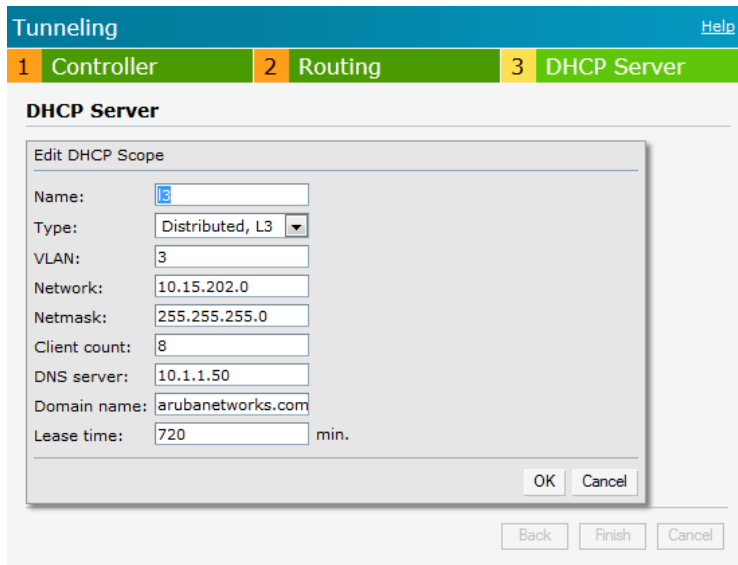 Tunneling Help
1 Controller 2 Routing 3 DHCP Server
DHCP Server
Edit DHCP Scope
Name: l3
Type: Distributed, L3
VLAN: 3
Network: 10.15.202.0
Netmask: 255.255.255.0
Client count: 8
DNS server: 10.1.1.50
Domain name: arubanetworks.com
Lease time: 720 min.
OK Cancel
Back Finish Cancel